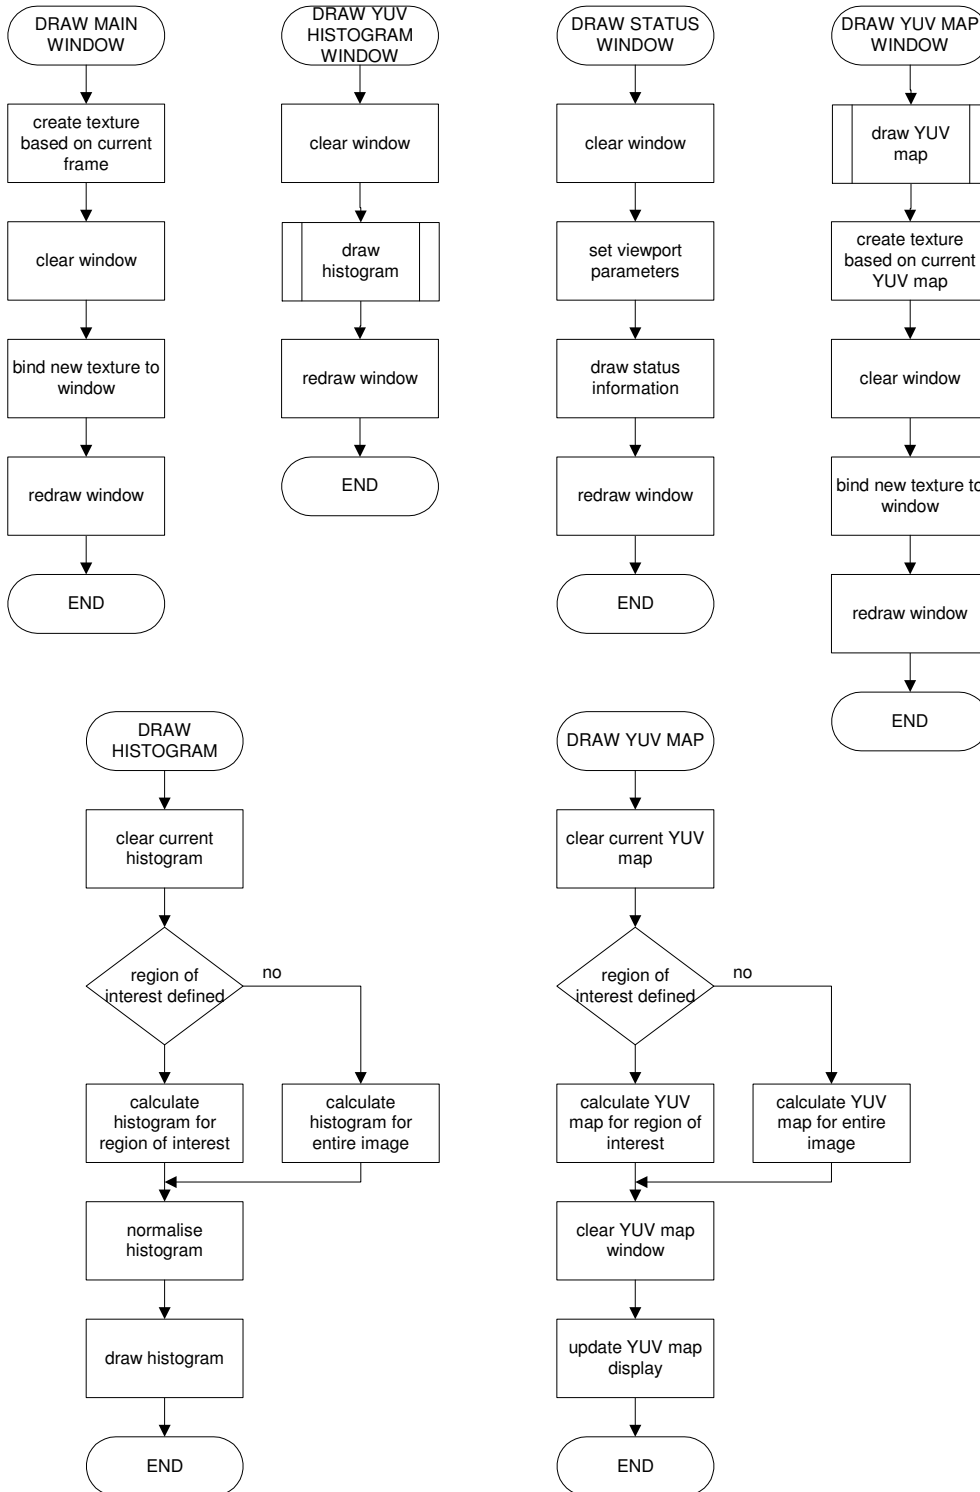 DRAW MAIN
WINDOW
create texture
based on current
frame
clear window
bind new texture to
window
redraw window
END
DRAW YUV
HISTOGRAM
WINDOW
clear window
draw
histogram
redraw window
END
DRAW STATUS
WINDOW
clear window
set viewport
parameters
draw status
information
redraw window
END
DRAW YUV MAP
WINDOW
draw YUV
map
create texture
based on current
YUV map
clear window
bind new texture to
window
redraw window
END
DRAW
HISTOGRAM
clear current
histogram
region of
interest defined
no
calculate
histogram for
region of interest
calculate
histogram for
entire image
normalise
histogram
draw histogram
END
DRAW YUV MAP
clear current YUV
map
region of
interest defined
no
calculate YUV
map for region of
interest
calculate YUV
map for entire
image
clear YUV map
window
update YUV map
display
END